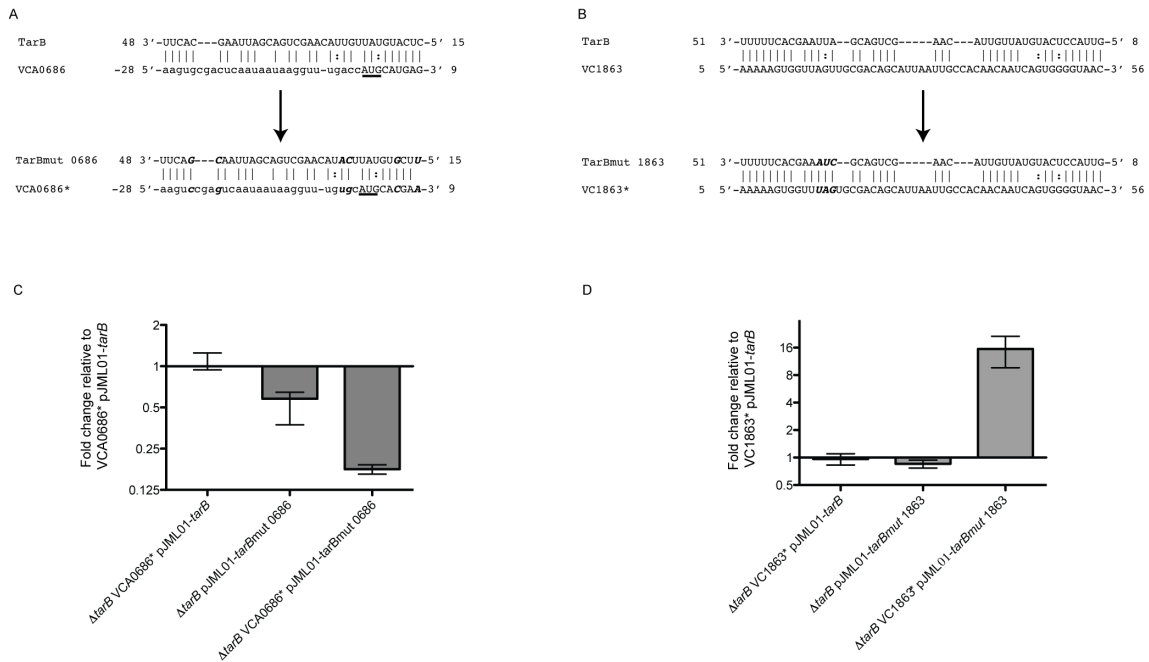 A
TarB 48 3'-UUCAC---GAAUUAGCAGUCGAACAUUGUUAUGUACUC-5' 15
VCA0686 -28 5'-aagugcgacucaauaauaagguu-ugaccAUGCAUGAG-3' 9
TarBmut 0686 48 3'-UUCAG---CAAUUAGCAGUCGAACAUACUUAUGUGCUU-5' 15
VCA0686* -28 5'-aaguccgagucaauaauaagguu-ugugcAUGCACGAA-3' 9
B
TarB 51 3'-UUUUUCACGAAUUA--GCAGUCG-----AAC---AUUGUUAUGUACUCCAUUG-5' 8
VC1863 5 5'-AAAAAGUGGUUAGUUGCGACAGCAUUAAUUGCCACAACAAUCAGUGGGGUAAC-3' 56
TarBmut 1863 51 3'-UUUUUCACGAAAUC--GCAGUCG-----AAC---AUUGUUAUGUACUCCAUUG-5' 8
VC1863* 5 5'-AAAAAGUGGUUUAGUGCGACAGCAUUAAUUGCCACAACAAUCAGUGGGGUAAC-3' 56
C
Fold change relative to
VCA0686* pJML01-tarB
2
1
0.5
0.25
0.125
ΔtarB VCA0686* pJML01-tarB
ΔtarB pJML01-tarBmut 0686
ΔtarB VCA0686* pJML01-tarBmut 0686
D
Fold change relative to
VC1863* pJML01-tarB
16
8
4
2
1
0.5
ΔtarB VC1863* pJML01-tarB
ΔtarB pJML01-tarBmut 1863
ΔtarB VC1863* pJML01-tarBmut 1863